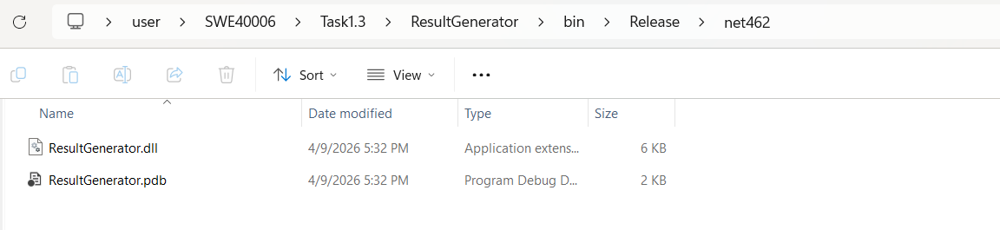 user > SWE40006 > Task1.3 > ResultGenerator > bin > Release > net462
Sort View
Name Date modified Type Size
ResultGenerator.dll 4/9/2026 5:32 PM Application extens... 6 KB
ResultGenerator.pdb 4/9/2026 5:32 PM Program Debug D... 2 KB